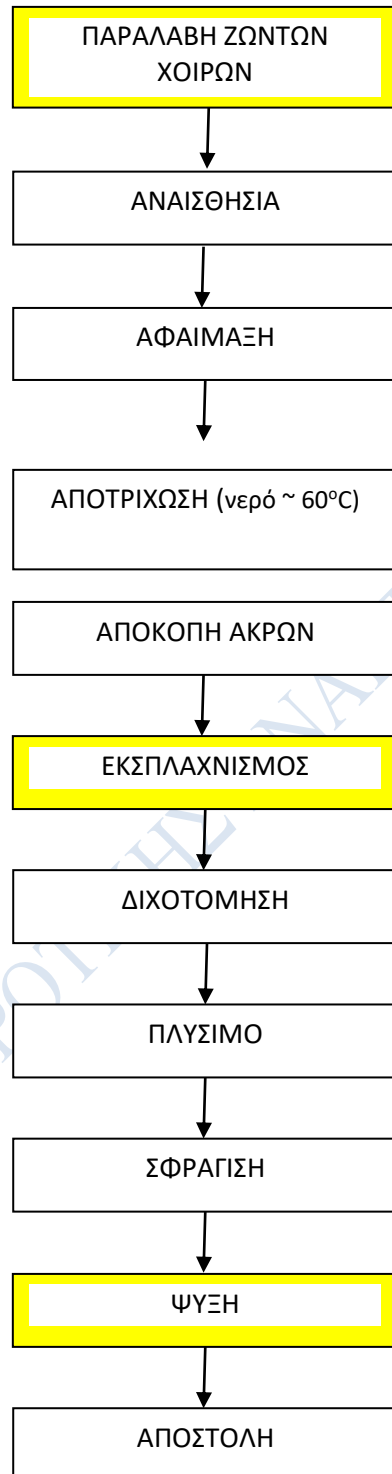 ΠΑΡΑΛΑΒΗ ΖΩΝΤΩΝ
ΧΟΙΡΩΝ
ΑΝΑΙΣΘΗΣΙΑ
ΑΦΑΙΜΑΞΗ
ΑΠΟΤΡΙΧΩΣΗ (νερό ~ 60°C)
ΑΠΟΚΟΠΗ ΑΚΡΩΝ
ΕΚΣΠΛΑΧΝΙΣΜΟΣ
ΔΙΧΟΤΟΜΗΣΗ
ΠΛΥΣΙΜΟ
ΣΦΡΑΓΙΣΗ
ΨΥΞΗ
ΑΠΟΣΤΟΛΗ